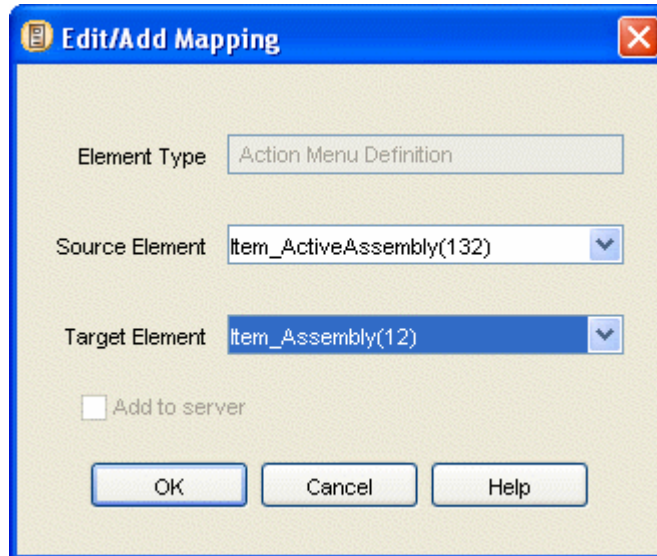 Edit/Add Mapping
Element Type Action Menu Definition
Source Element Item_ActiveAssembly(132)
Target Element Item_Assembly(12)
Add to server
OK Cancel Help